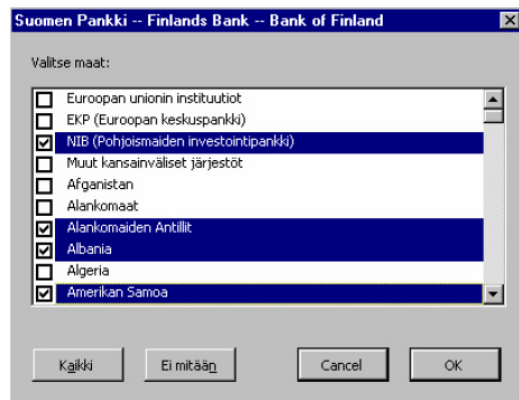 Suomen Pankki -- Finlands Bank -- Bank of Finland
Valitse maat:
Euroopan unionin instituutiot
EKP (Euroopan keskuspankki)
NIB (Pohjoismaiden investointipankki)
Muut kansainväliset järjestöt
Afganistan
Alankomaat
Alankomaiden Antillit
Albania
Algeria
Amerikan Samoa
Kaikki Ei mitään Cancel OK